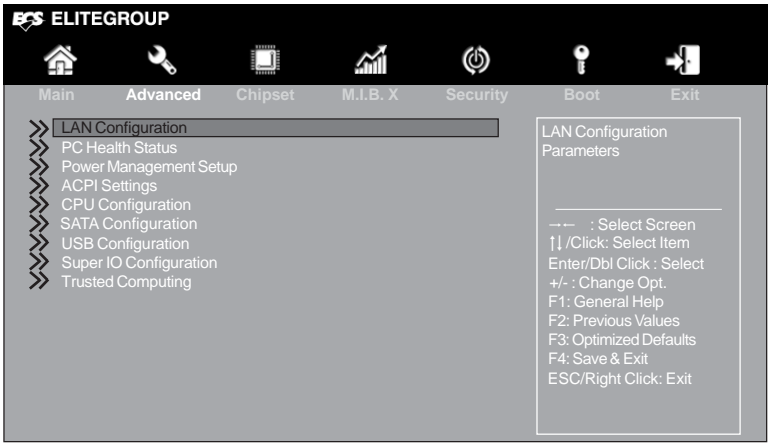 ECS ELITEGROUP
Main Advanced Chipset M.I.B. X Security Boot Exit
LAN Configuration
PC Health Status
Power Management Setup
ACPI Settings
CPU Configuration
SATA Configuration
USB Configuration
Super IO Configuration
Trusted Computing
LAN Configuration
Parameters
→← : Select Screen
↑↓/Click: Select Item
Enter/Dbl Click : Select
+/- : Change Opt.
F1: General Help
F2: Previous Values
F3: Optimized Defaults
F4: Save & Exit
ESC/Right Click: Exit